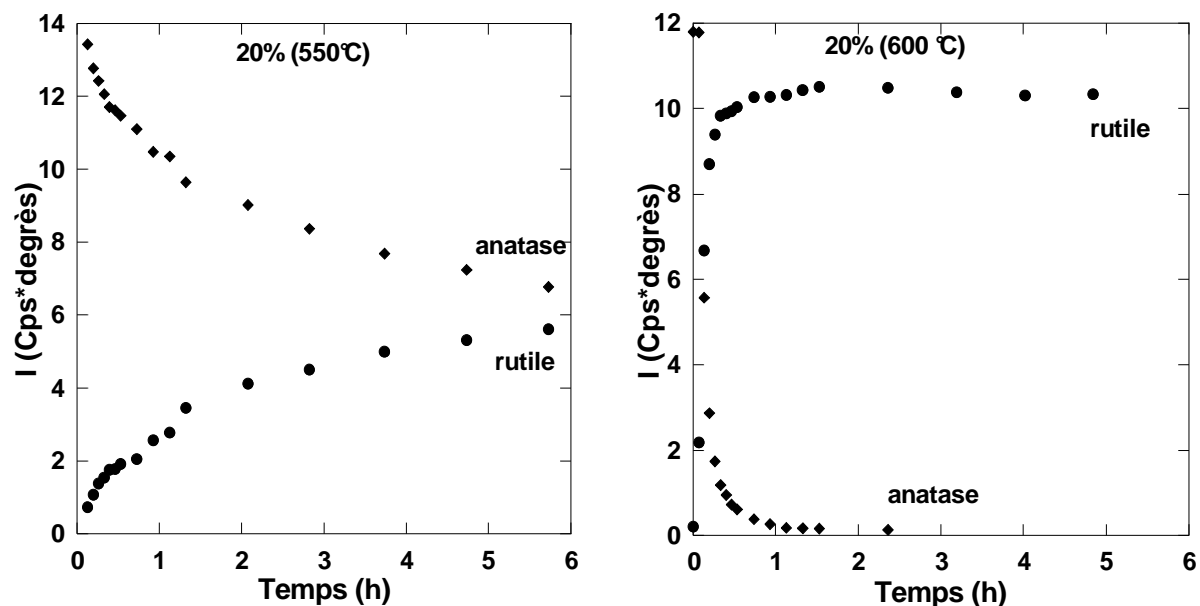 14
12
10
8
6
4
2
0
I (Cps*degrès)
20% (550°C)
anatase
rutile
0 1 2 3 4 5 6
Temps (h)
12
10
8
6
4
2
0
I (Cps*degrès)
20% (600 °C)
rutile
anatase
0 1 2 3 4 5 6
Temps (h)